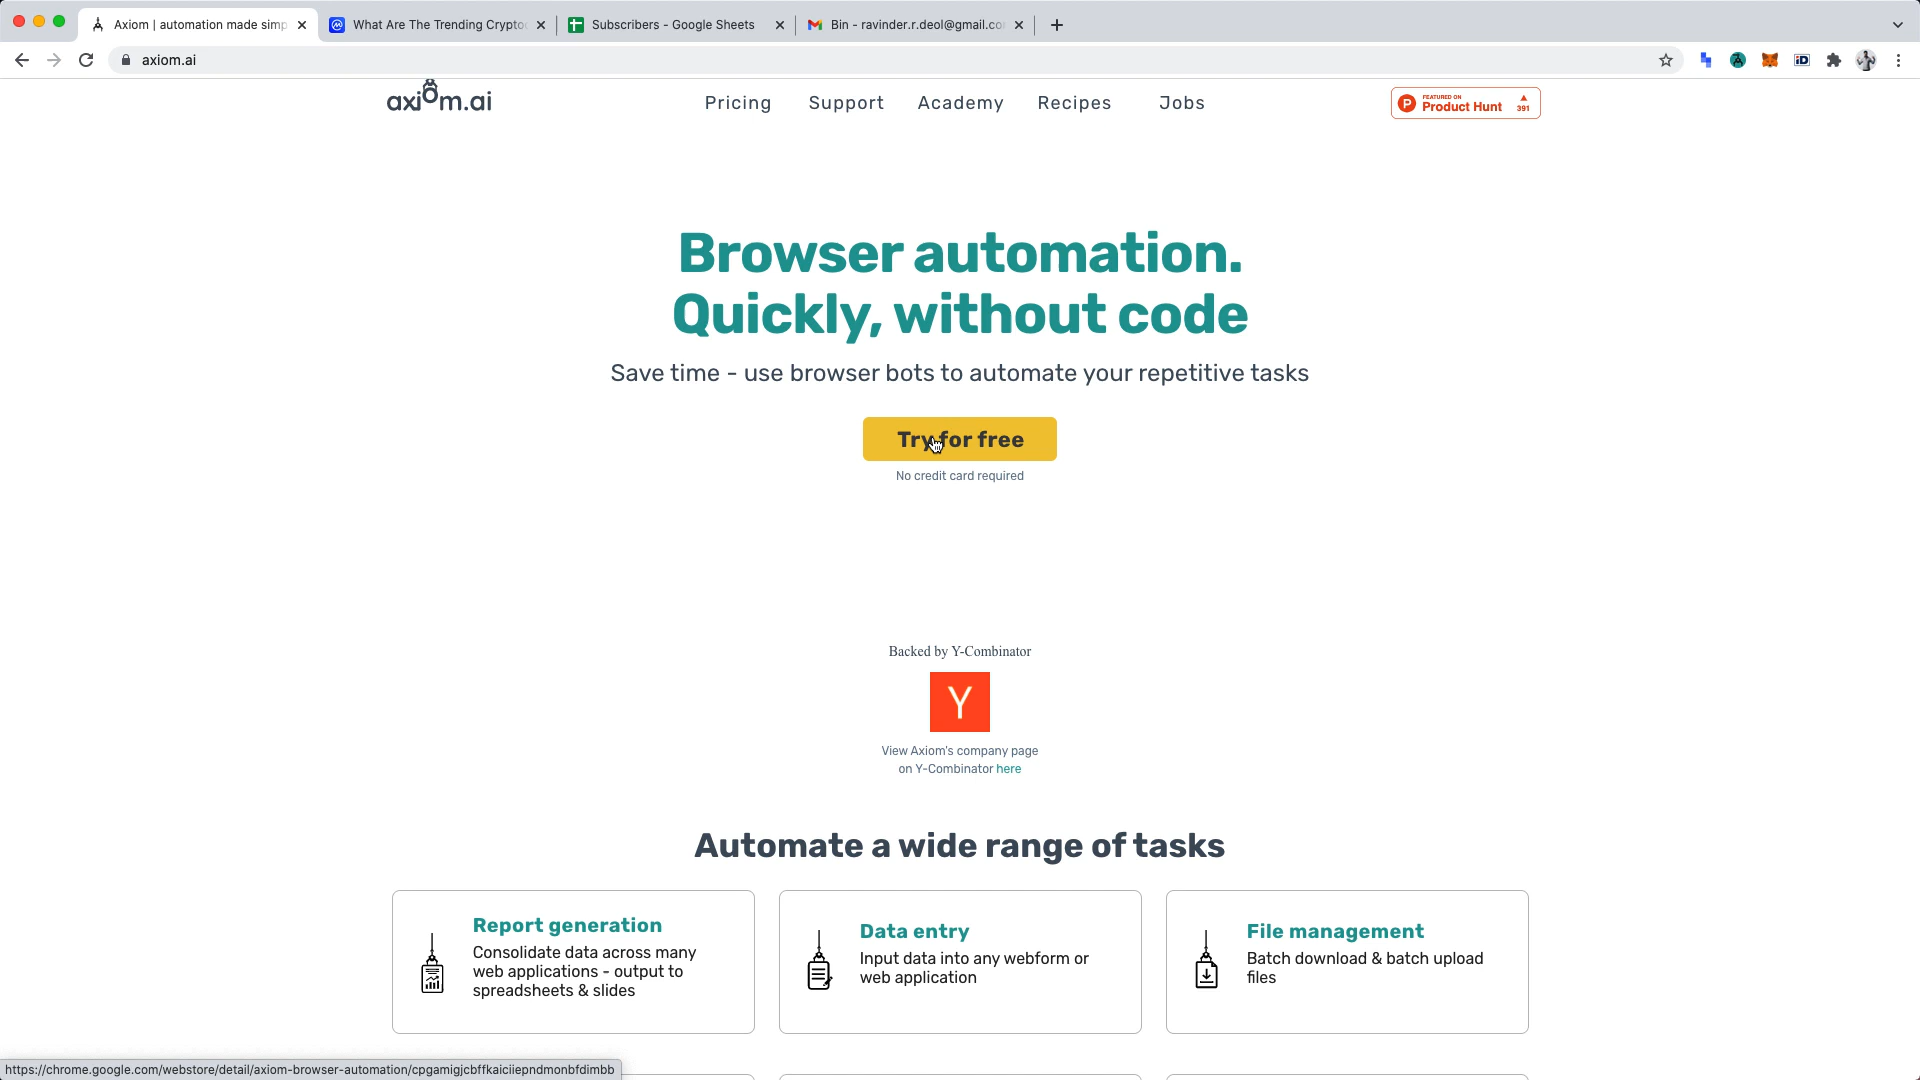 Axiom | automation made simp
What Are The Trending Cryptoc
Subscribers - Google Sheets
Bin - ravinder.r.deol@gmail.co
axiom.ai
iD
axiom.ai
Pricing
Support
Academy
Recipes
Jobs
P
FEATURED ON
Product Hunt
391
Browser automation.
Quickly, without code
Save time - use browser bots to automate your repetitive tasks
Try for free
No credit card required
Backed by Y-Combinator
Y
View Axiom's company page
on Y-Combinator here
Automate a wide range of tasks
Report generation
Consolidate data across many
web applications - output to
spreadsheets & slides
Data entry
Input data into any webform or
web application
File management
Batch download & batch upload
files
https://chrome.google.com/webstore/detail/axiom-browser-automation/cpgamigjcbffkaiciiepndmonbfdimbb